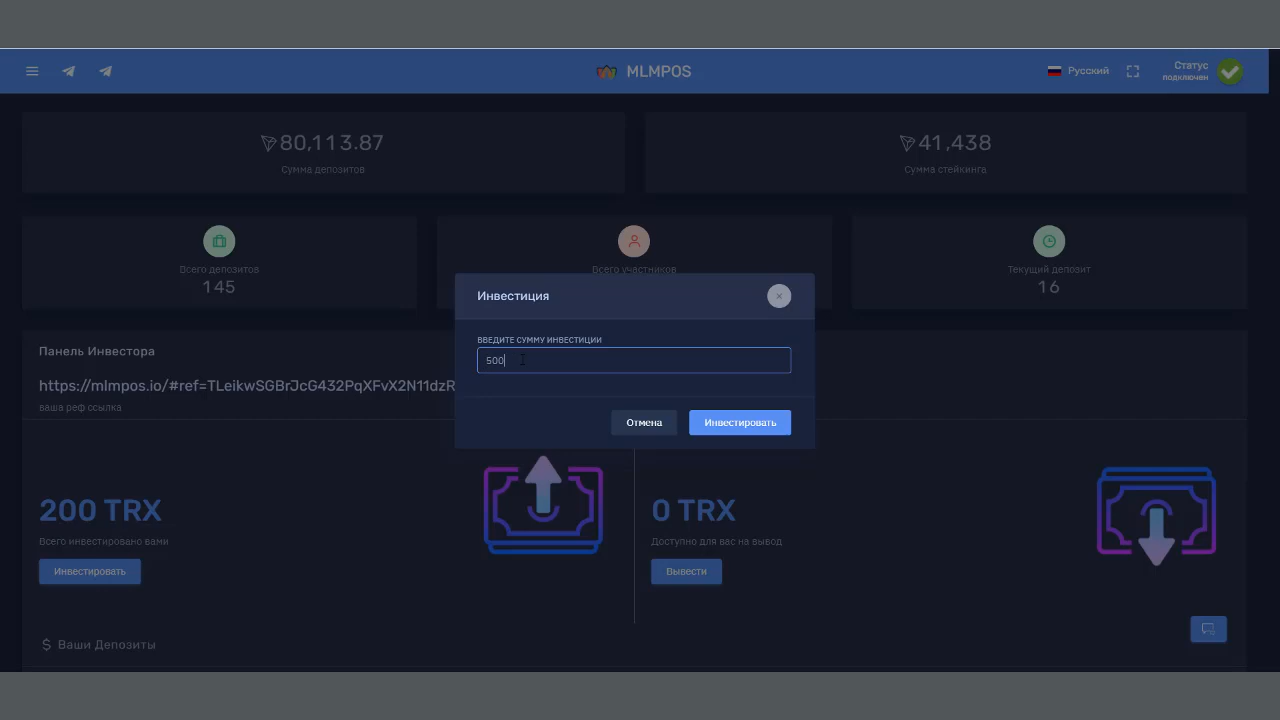 MLMPOS
Русский
Статус
подключен
80,113.87
Сумма депозитов
41,438
Сумма стейкинга
Всего депозитов
145
Всего участников
Текущий депозит
16
Инвестиция
ВВЕДИТЕ СУММУ ИНВЕСТИЦИИ
500
Отмена
Инвестировать
Панель Инвестора
https://mlmpos.io/#ref=TLeikwSGBrJcG432PqXFvX2N11dzR
ваша реф ссылка
200 TRX
Всего инвестировано вами
Инвестировать
0 TRX
Доступно для вас на вывод
Вывести
$ Ваши Депозиты